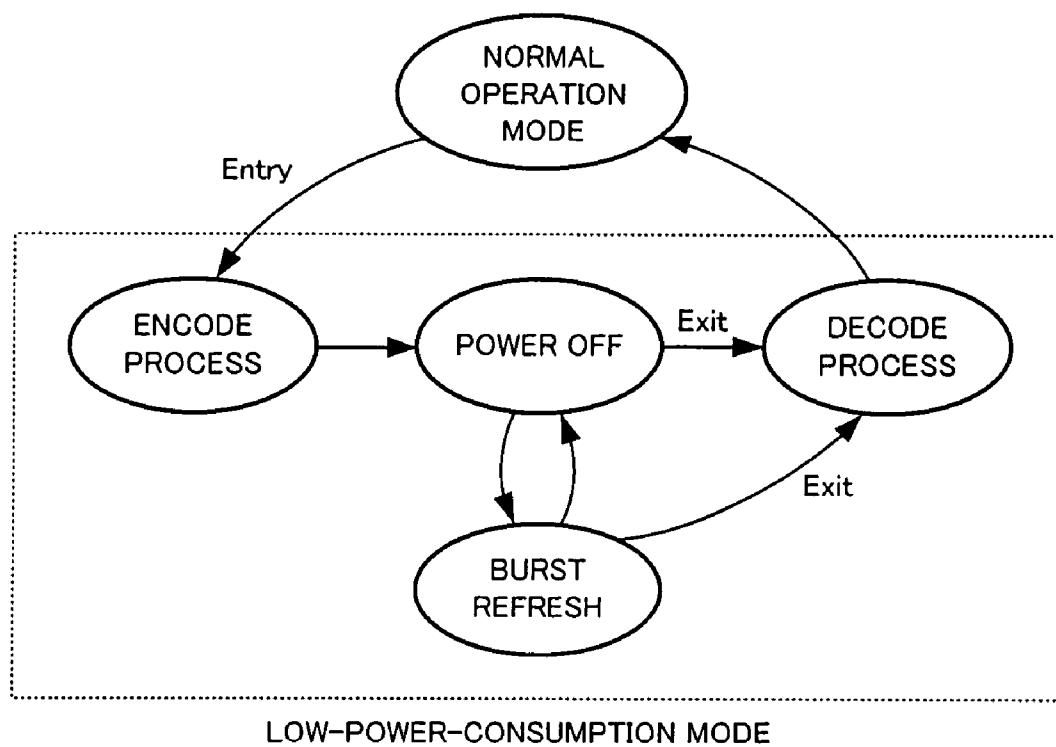 NORMAL
OPERATION
MODE
Entry
ENCODE
PROCESS
POWER OFF
Exit
DECODE
PROCESS
Exit
BURST
REFRESH
LOW-POWER-CONSUMPTION MODE